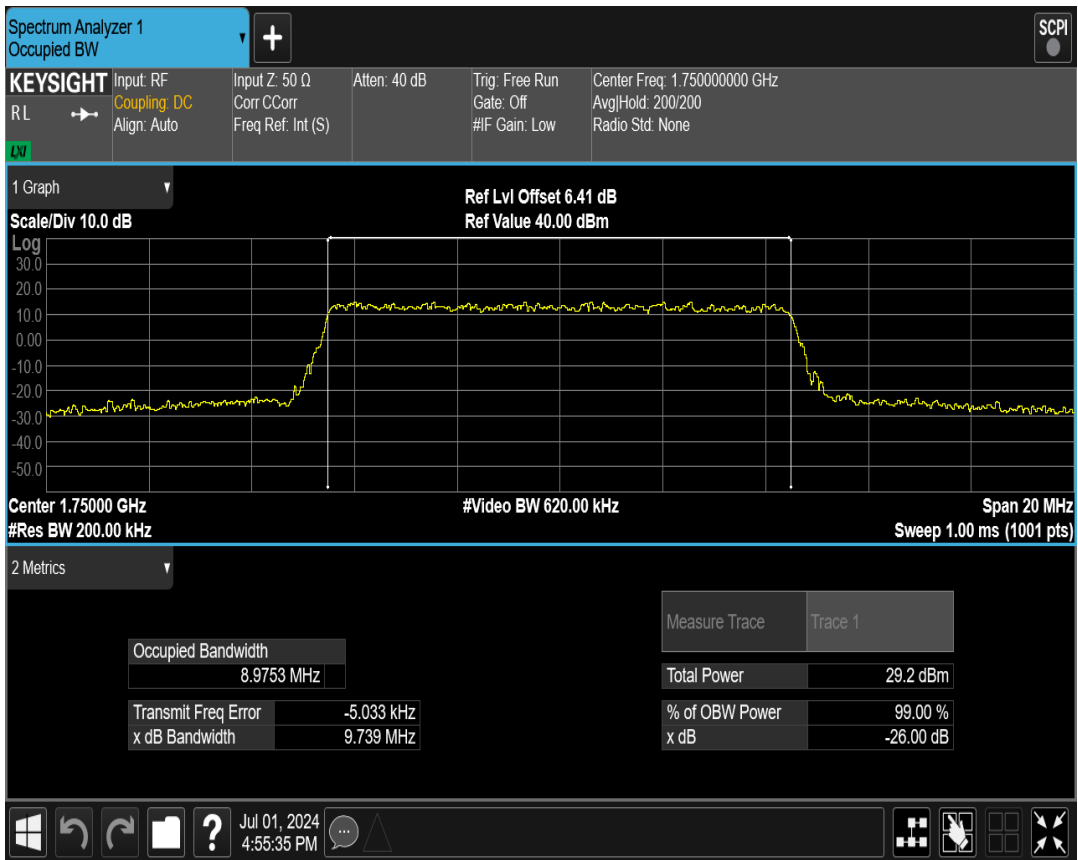 Spectrum Analyzer 1
Occupied BW
+
SCPI
KEYSIGHT
RL
LXI
Input: RF
Coupling: DC
Align: Auto
Input Z: 50 Ω
Corr CCorr
Freq Ref: Int (S)
Atten: 40 dB
Trig: Free Run
Gate: Off
#IF Gain: Low
Center Freq: 1.750000000 GHz
Avg|Hold: 200/200
Radio Std: None
1 Graph
Ref Lvl Offset 6.41 dB
Scale/Div 10.0 dB
Ref Value 40.00 dBm
Log
30.0
20.0
10.0
0.00
-10.0
-20.0
-30.0
-40.0
-50.0
Center 1.75000 GHz
#Video BW 620.00 kHz
Span 20 MHz
#Res BW 200.00 kHz
Sweep 1.00 ms (1001 pts)
2 Metrics
Measure Trace Trace 1
Occupied Bandwidth
8.9753 MHz
Total Power 29.2 dBm
Transmit Freq Error -5.033 kHz
% of OBW Power 99.00 %
x dB Bandwidth 9.739 MHz
x dB -26.00 dB
?
Jul 01, 2024
4:55:35 PM